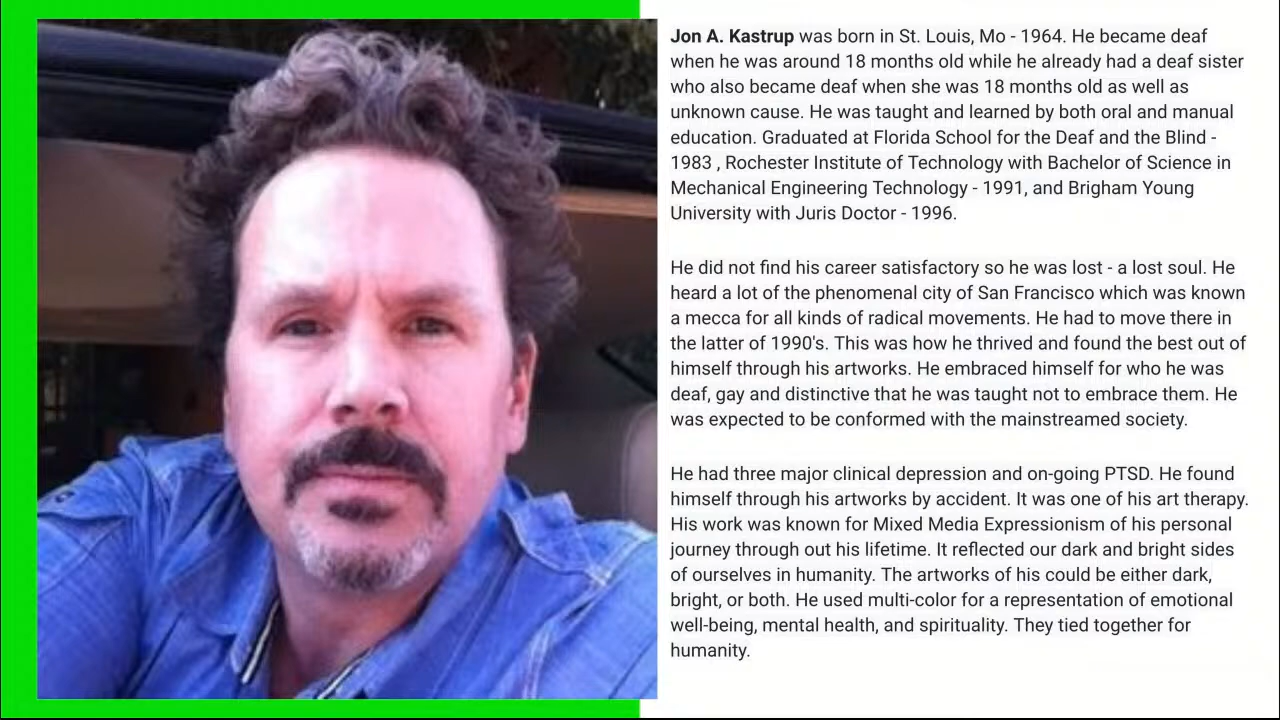 Jon A. Kastrup was born in St. Louis, Mo - 1964. He became deaf
when he was around 18 months old while he already had a deaf sister
who also became deaf when she was 18 months old as well as
unknown cause. He was taught and learned by both oral and manual
education. Graduated at Florida School for the Deaf and the Blind -
1983 , Rochester Institute of Technology with Bachelor of Science in
Mechanical Engineering Technology - 1991, and Brigham Young
University with Juris Doctor - 1996.
He did not find his career satisfactory so he was lost - a lost soul. He
heard a lot of the phenomenal city of San Francisco which was known
a mecca for all kinds of radical movements. He had to move there in
the latter of 1990's. This was how he thrived and found the best out of
himself through his artworks. He embraced himself for who he was
deaf, gay and distinctive that he was taught not to embrace them. He
was expected to be conformed with the mainstreamed society.
He had three major clinical depression and on-going PTSD. He found
himself through his artworks by accident. It was one of his art therapy.
His work was known for Mixed Media Expressionism of his personal
journey through out his lifetime. It reflected our dark and bright sides
of ourselves in humanity. The artworks of his could be either dark,
bright, or both. He used multi-color for a representation of emotional
well-being, mental health, and spirituality. They tied together for
humanity.